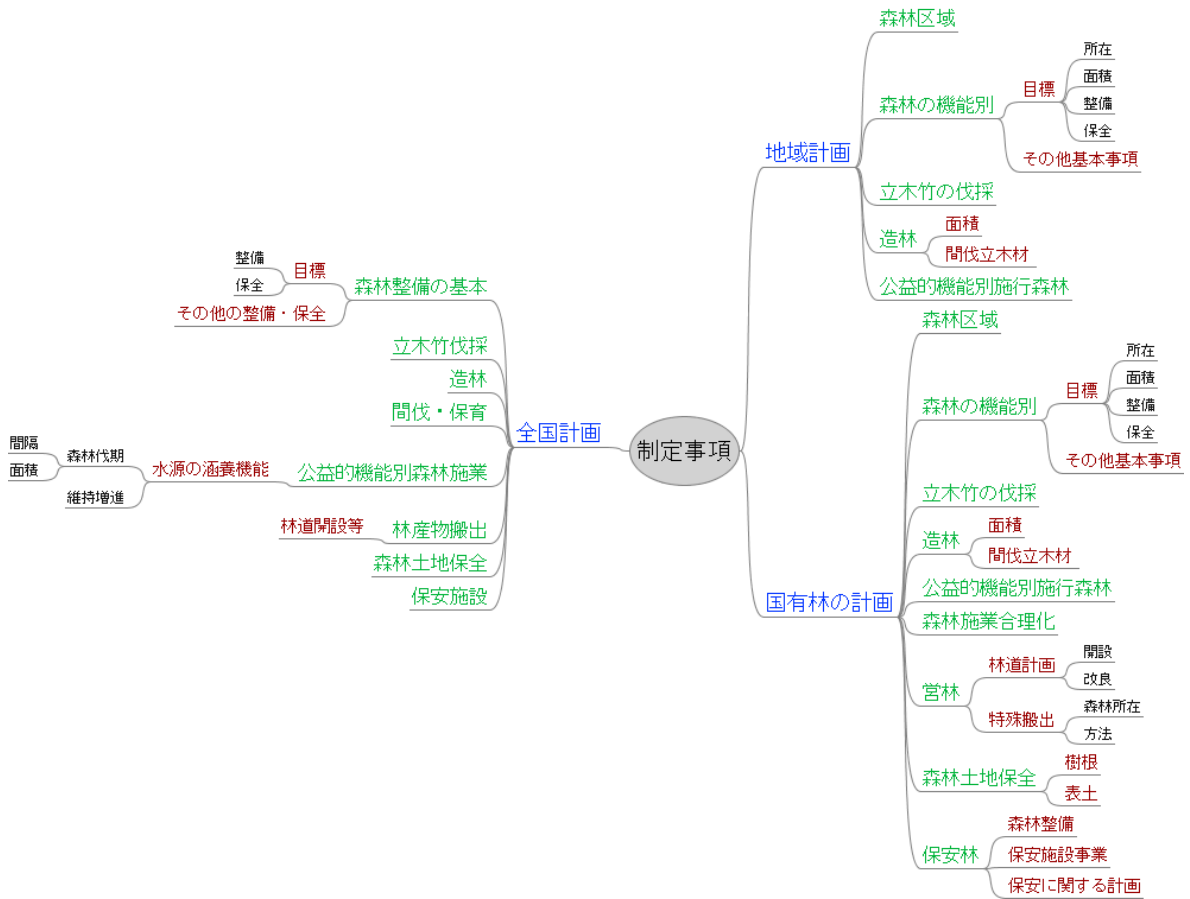 制定事項
地域計画
森林区域
森林の機能別
目標
所在
面積
整備
保全
その他基本事項
立木竹の伐採
造林
面積
間伐立木材
公益的機能別施行森林
国有林の計画
森林区域
森林の機能別
目標
所在
面積
整備
保全
その他基本事項
立木竹の伐採
造林
面積
間伐立木材
公益的機能別施行森林
森林施業合理化
営林
林道計画
開設
改良
特殊搬出
森林所在
方法
森林土地保全
樹根
表土
保安林
森林整備
保安施設事業
保安に関する計画
全国計画
森林整備の基本
目標
整備
保全
その他の整備・保全
立木竹伐採
造林
間伐・保育
公益的機能別森林施業
水源の涵養機能
森林伐期
間隔
面積
維持増進
林産物搬出
林道開設等
森林土地保全
保安施設